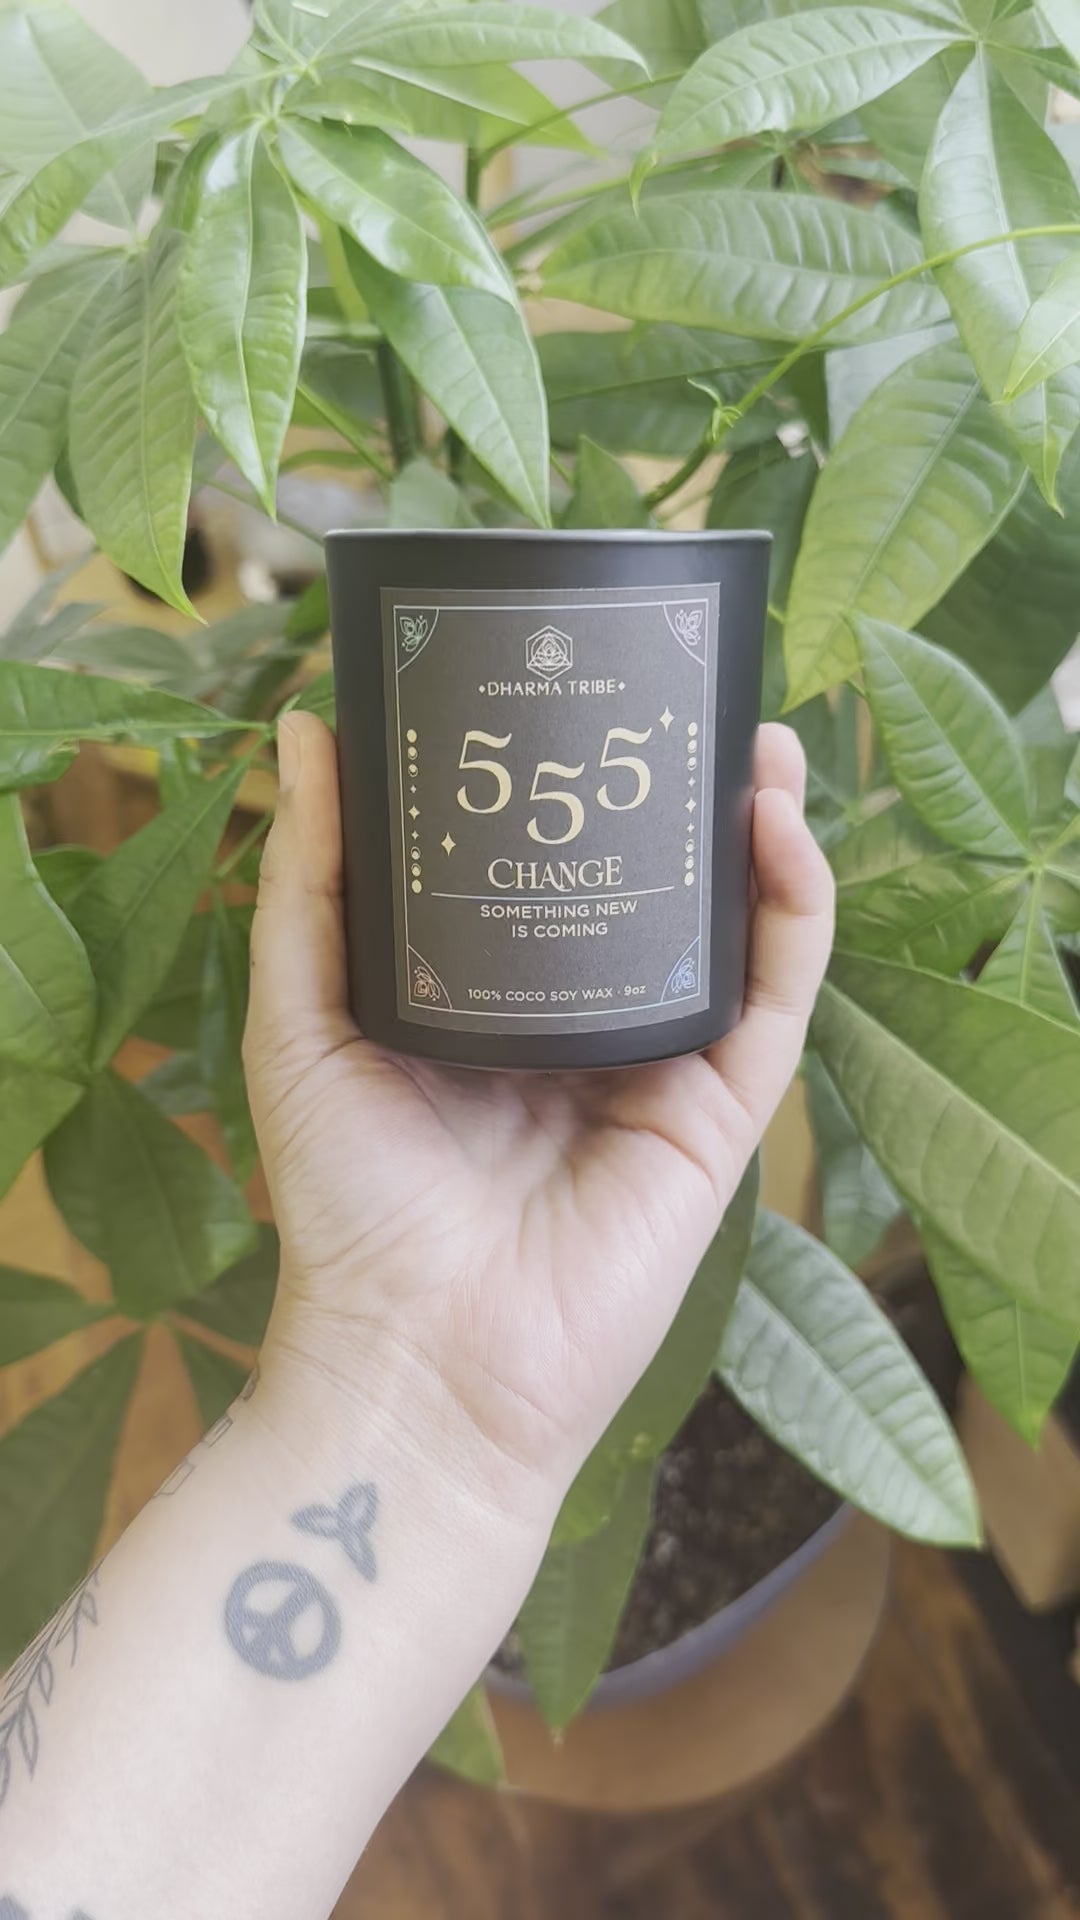 •DHARMA TRIBE•
555
CHANGE
SOMETHING NEW
IS COMING
100% COCO SOY WAX · 9oz